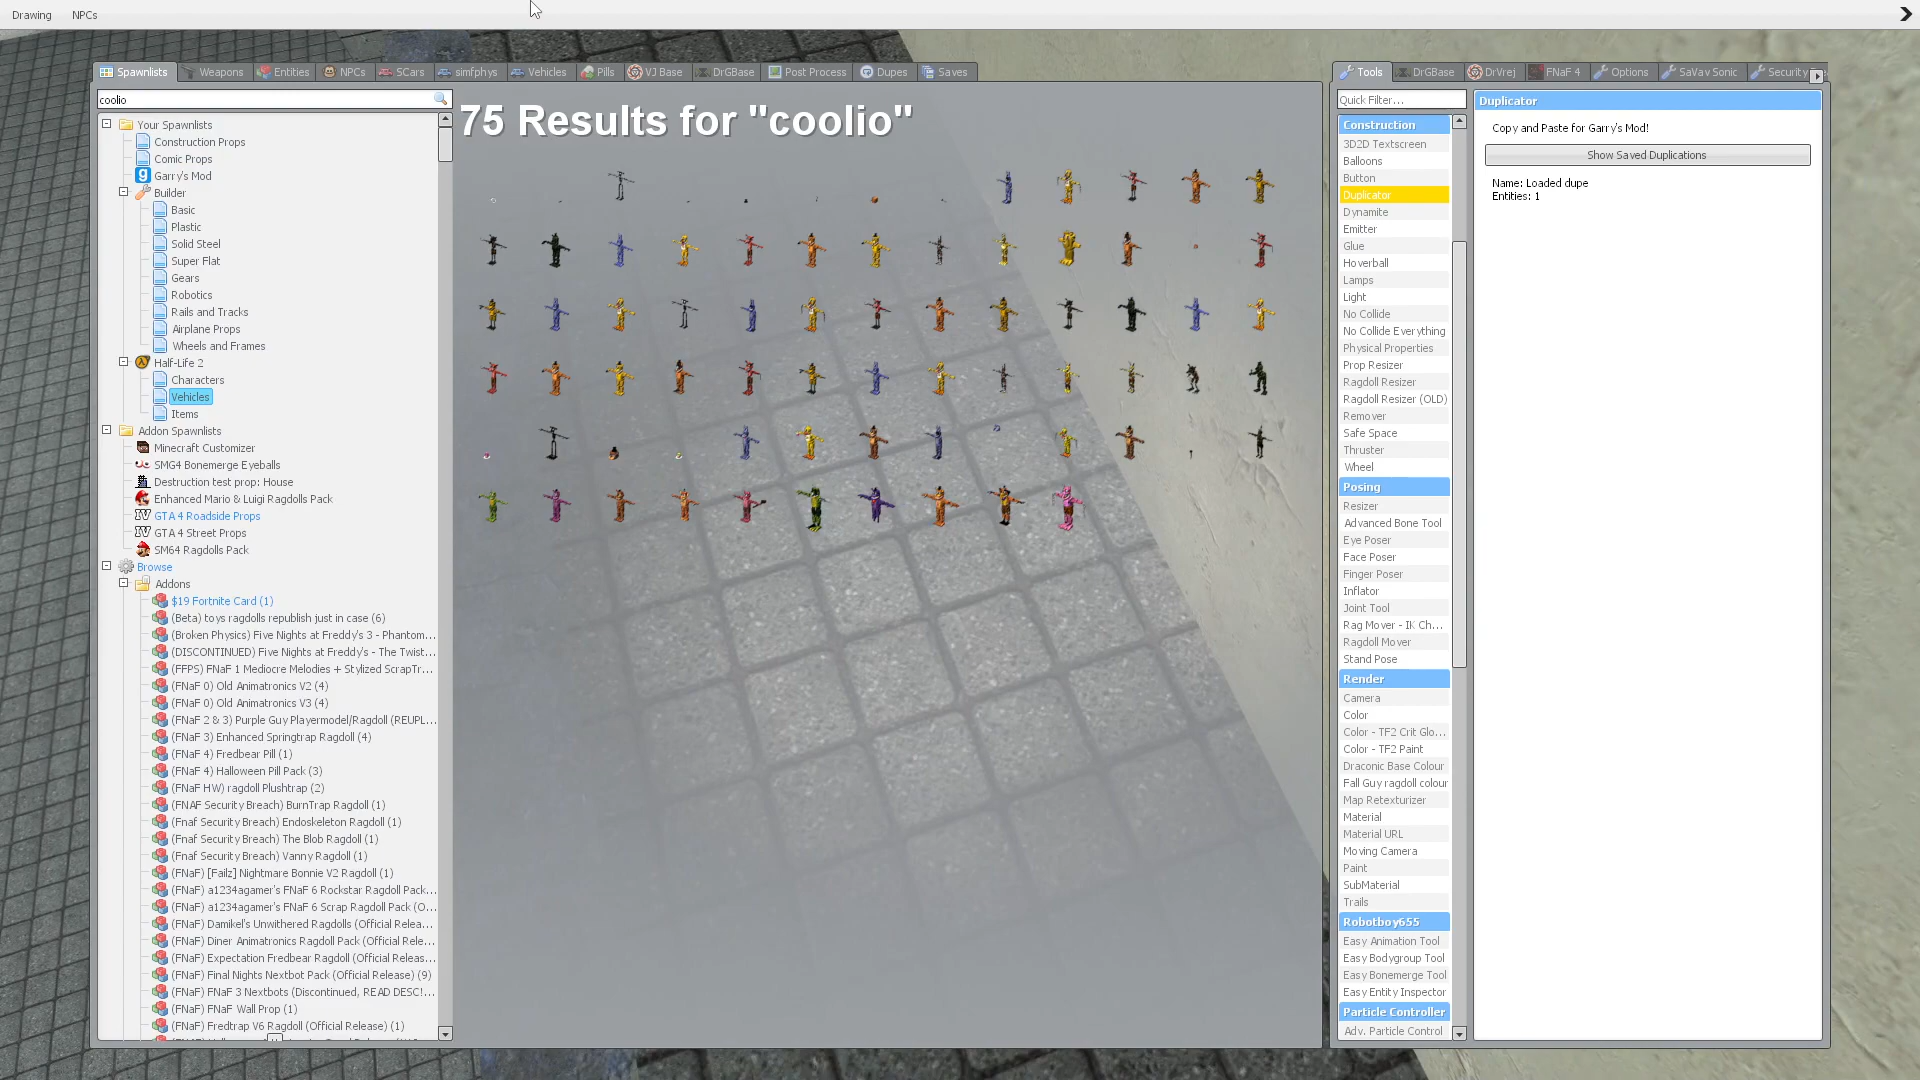 Drawing NPCs
Spawnlists Weapons Entities NPCs SCars simfphys Vehicles Pills VJ Base DrGBase Post Process Dupes Saves
coolio
75 Results for "coolio"
Your Spawnlists
Construction Props
Comic Props
Garry's Mod
Builder
Basic
Plastic
Solid Steel
Super Flat
Gears
Robotics
Rails and Tracks
Airplane Props
Wheels and Frames
Half-Life 2
Characters
Vehicles
Items
Addon Spawnlists
Minecraft Customizer
SMG4 Bonemerge Eyeballs
Destruction test prop: House
Enhanced Mario & Luigi Ragdolls Pack
GTA 4 Roadside Props
GTA 4 Street Props
SM64 Ragdolls Pack
Browse
Addons
$19 Fortnite Card (1)
(Beta) toys ragdolls republish just in case (6)
(Broken Physics) Five Nights at Freddy's 3 - Phantom...
(DISCONTINUED) Five Nights at Freddy's - The Twist...
(FFPS) FNaF 1 Mediocre Melodies + Stylized ScrapTr...
(FNaF 0) Old Animatronics V2 (4)
(FNaF 0) Old Animatronics V3 (4)
(FNaF 2 & 3) Purple Guy Playermodel/Ragdoll (REUPL...
(FNaF 3) Enhanced Springtrap Ragdoll (4)
(FNaF 4) Fredbear Pill (1)
(FNaF 4) Halloween Pill Pack (3)
(FNaF HW) ragdoll Plushtrap (2)
(FNAF Security Breach) BurnTrap Ragdoll (1)
(Fnaf Security Breach) Endoskeleton Ragdoll (1)
(Fnaf Security Breach) The Blob Ragdoll (1)
(Fnaf Security Breach) Vanny Ragdoll (1)
(FNaF) [Failz] Nightmare Bonnie V2 Ragdoll (1)
(FNaF) a1234agamer's FNaF 6 Rockstar Ragdoll Pack...
(FNaF) a1234agamer's FNaF 6 Scrap Ragdoll Pack (O...
(FNaF) Damikel's Unwithered Ragdolls (Official Relea...
(FNaF) Diner Animatronics Ragdoll Pack (Official Rele...
(FNaF) Expectation Fredbear Ragdoll (Official Releas...
(FNaF) Final Nights Nextbot Pack (Official Release) (9)
(FNaF) FNaF 3 Nextbots (Discontinued, READ DESC!...
(FNaF) FNaF Wall Prop (1)
(FNaF) Fredtrap V6 Ragdoll (Official Release) (1)
Tools DrGBase DrVrej FNaF 4 Options SaVav Sonic Security
Quick Filter...
Construction
3D2D Textscreen
Balloons
Button
Duplicator
Dynamite
Emitter
Glue
Hoverball
Lamps
Light
No Collide
No Collide Everything
Physical Properties
Prop Resizer
Ragdoll Resizer
Ragdoll Resizer (OLD)
Remover
Safe Space
Thruster
Wheel
Posing
Resizer
Advanced Bone Tool
Eye Poser
Face Poser
Finger Poser
Inflator
Joint Tool
Rag Mover - IK Ch...
Ragdoll Mover
Stand Pose
Render
Camera
Color
Color - TF2 Crit Glo...
Color - TF2 Paint
Draconic Base Colour
Fall Guy ragdoll colour
Map Retexturizer
Material
Material URL
Moving Camera
Paint
SubMaterial
Trails
Robotboy655
Easy Animation Tool
Easy Bodygroup Tool
Easy Bonemerge Tool
Easy Entity Inspector
Particle Controller
Adv. Particle Control
Duplicator
Copy and Paste for Garry's Mod!
Show Saved Duplications
Name: Loaded dupe
Entities: 1